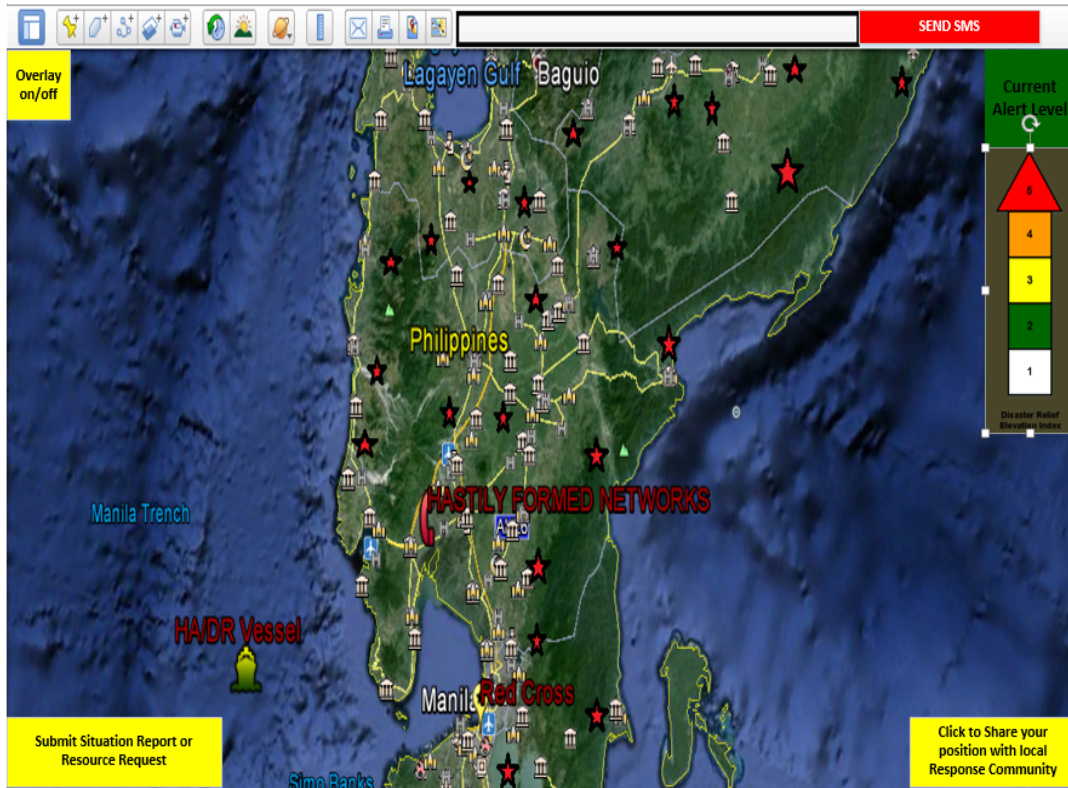 SEND SMS
Overlay
on/off
Current
Alert Level
Lagayen Gulf
Baguio
5
4
3
2
1
Disaster Relief
Elevation Index
Philippines
HASTILY FORMED NETWORKS
Manila Trench
HA/DR Vessel
Manila
Red Cross
Submit Situation Report or
Resource Request
Click to Share your
position with local
Response Community
Simo Banks